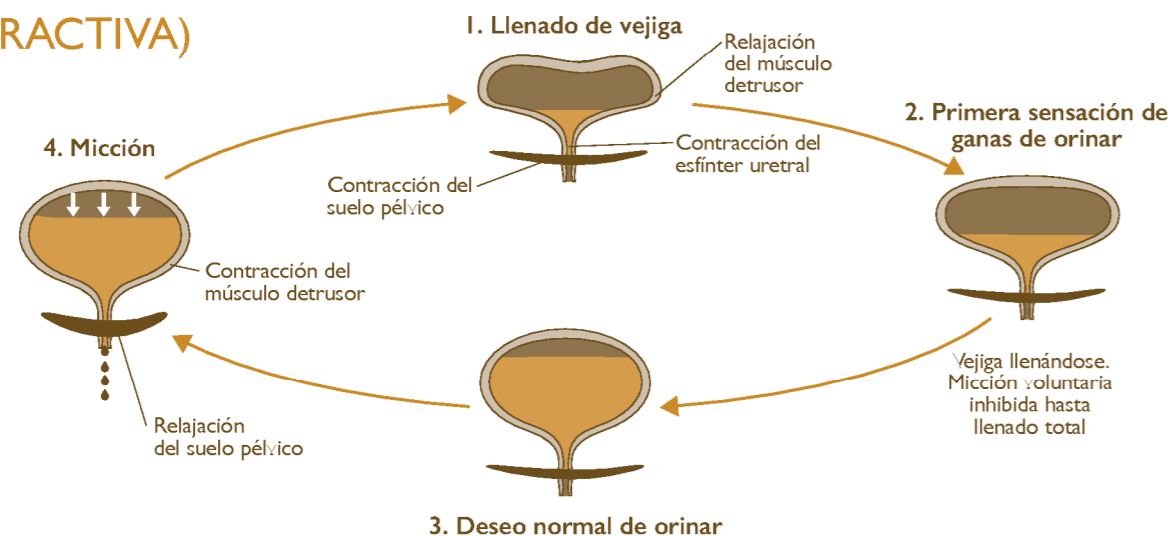 RACTIVA)
1. Llenado de vejiga
Relajación
del músculo
detrusor
Contracción del
esfínter uretral
Contracción del
suelo pélvico
2. Primera sensación de
ganas de orinar
Vejiga llenándose.
Micción voluntaria
inhibida hasta
llenado total
3. Deseo normal de orinar
4. Micción
Contracción del
músculo detrusor
Relajación
del suelo pélvico